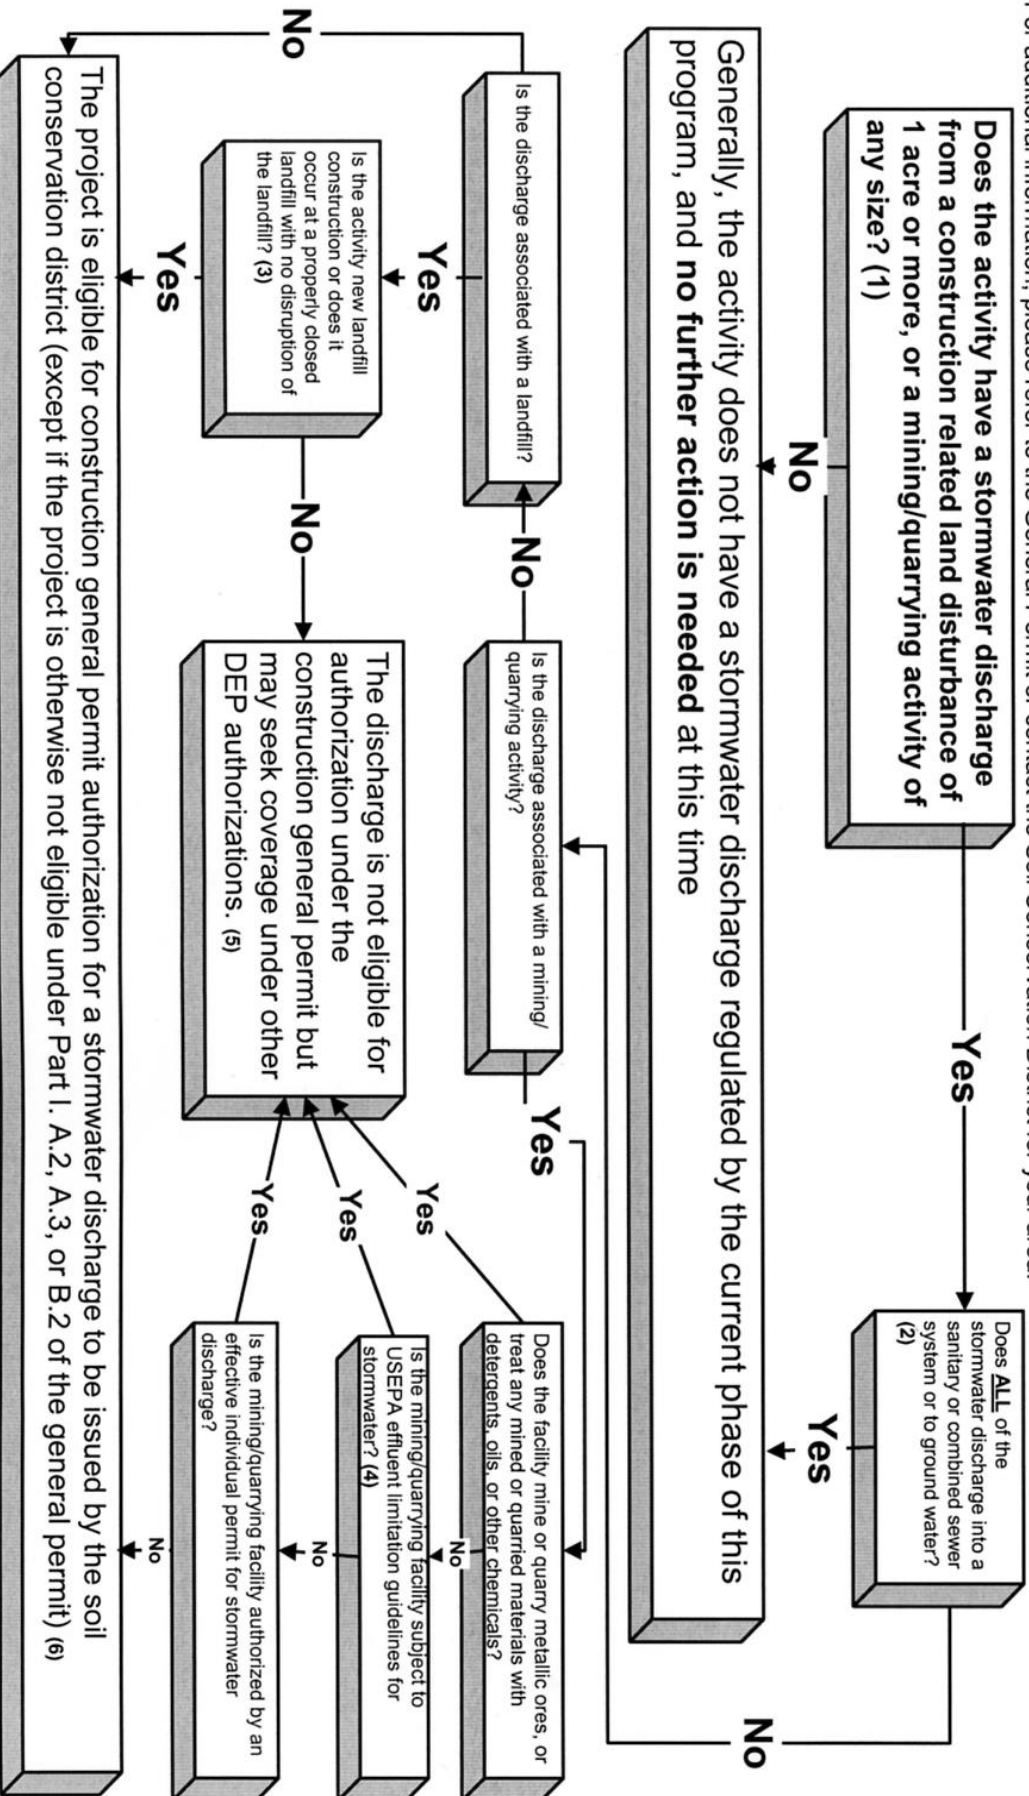 Does the activity have a stormwater discharge
from a construction related land disturbance of
1 acre or more, or a mining/quarrying activity of
any size? (1)
Yes
Does ALL of the
stormwater discharge into a
sanitary or combined sewer
system or to ground water?
(2)
No
Yes
Generally, the activity does not have a stormwater discharge regulated by the current phase of this
program, and no further action is needed at this time
No
Is the discharge associated with a landfill?
No
Is the discharge associated with a mining/
quarrying activity?
Yes
Does the facility mine or quarry metallic ores, or
treat any mined or quarried materials with
detergents, oils, or other chemicals?
No
Yes
Yes
No
Is the mining/quarrying facility subject to
USEPA effluent limitation guidelines for
stormwater? (4)
Is the activity new landfill
construction or does it
occur at a properly closed
landfill with no disruption of
the landfill? (3)
No
The discharge is not eligible for
authorization under the
construction general permit but
may seek coverage under other
DEP authorizations. (5)
Yes
No
Yes
Is the mining/quarrying facility authorized by an
effective individual permit for stormwater
discharge?
Yes
No
The project is eligible for construction general permit authorization for a stormwater discharge to be issued by the soil
conservation district (except if the project is otherwise not eligible under Part I. A.2, A.3, or B.2 of the general permit) (6)